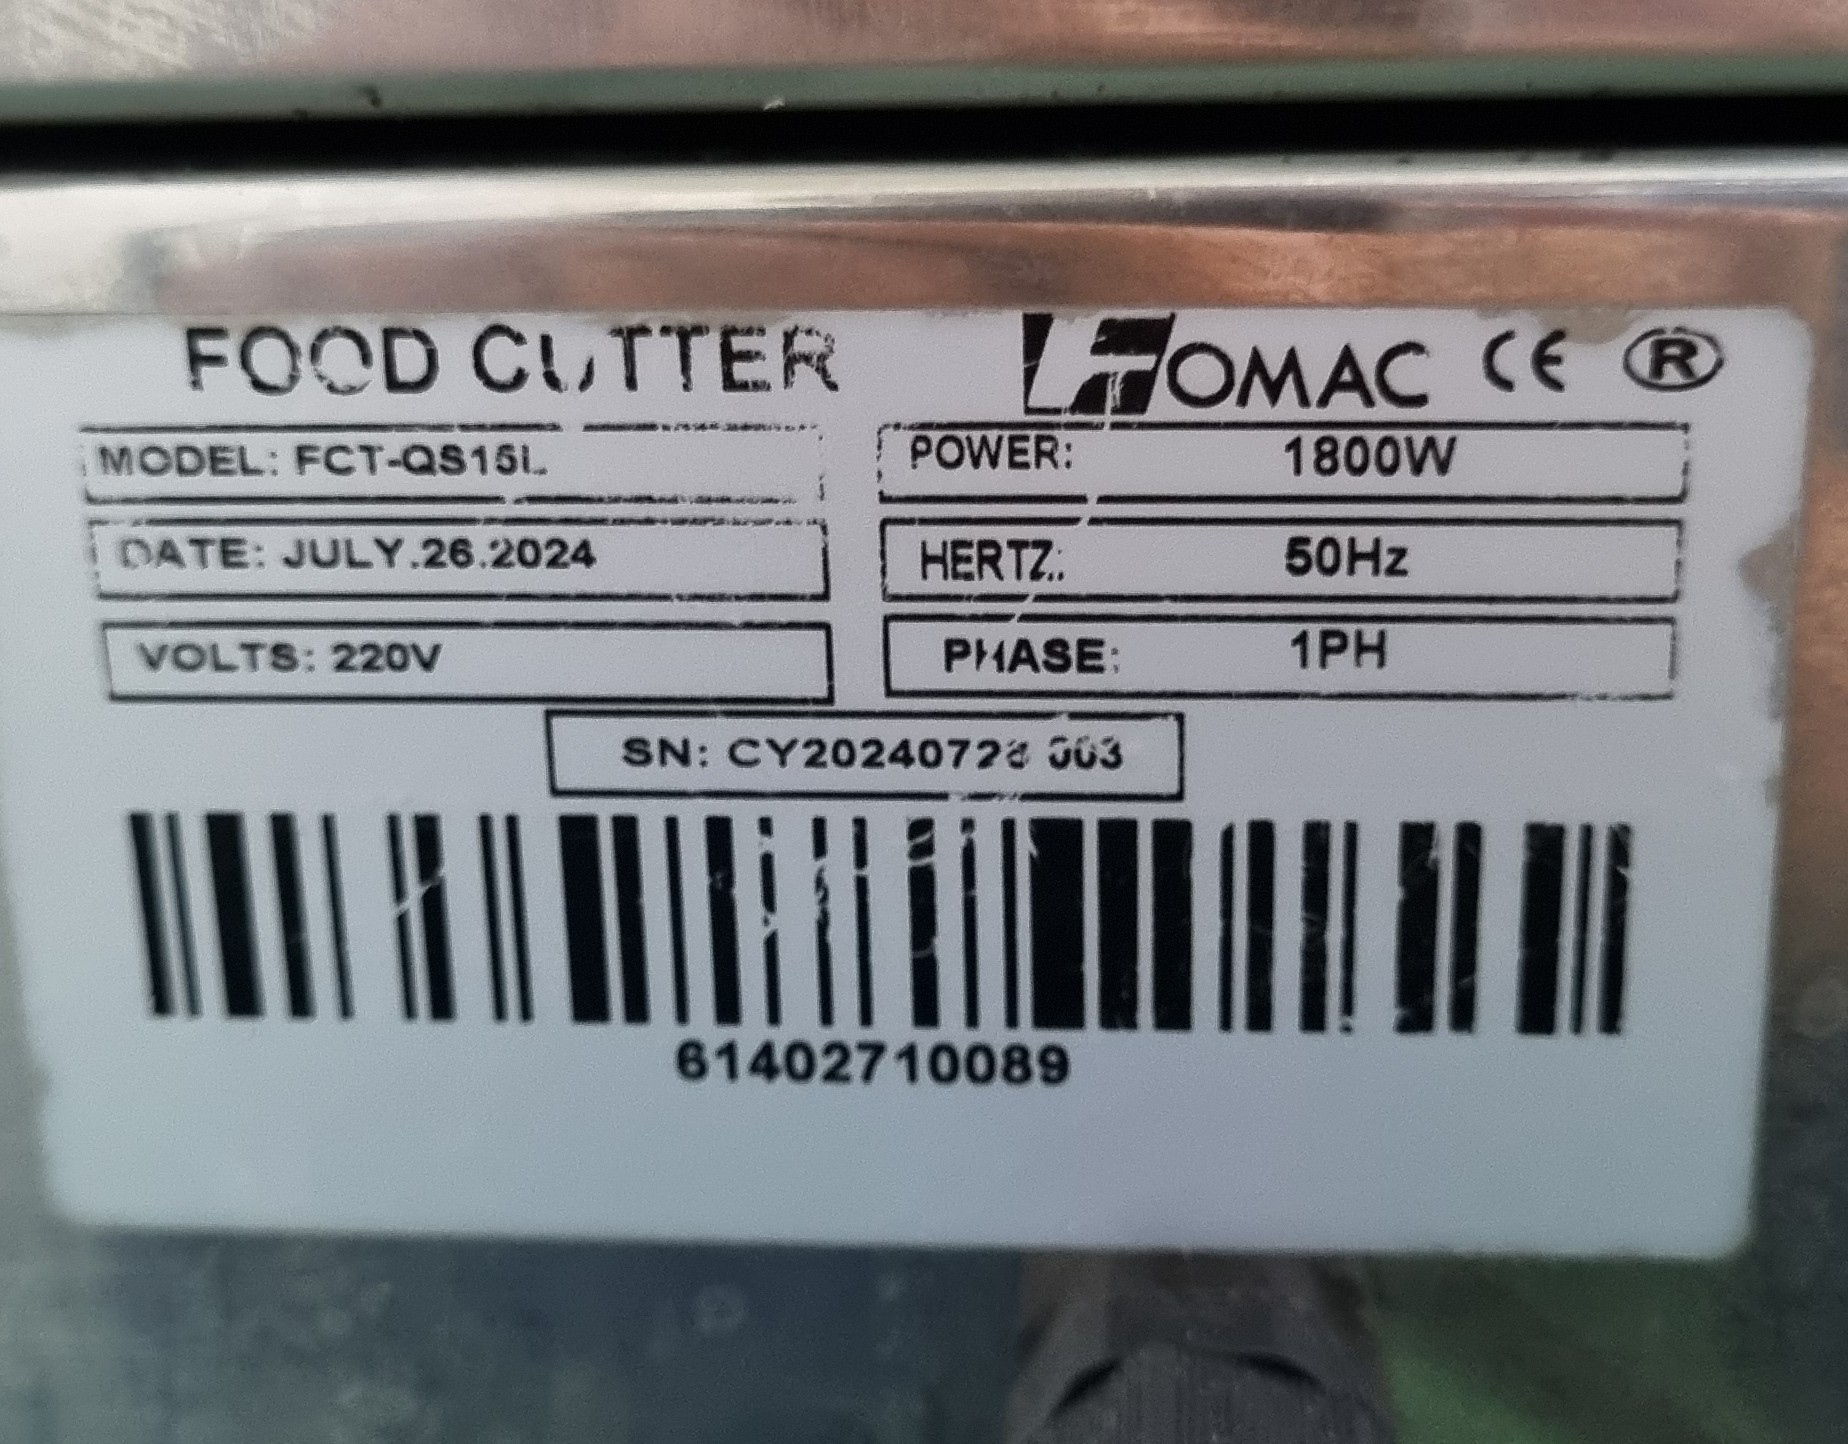 FOOD CUTTER
FOMAC CE ®
MODEL: FCT-QS15L
POWER: 1800W
DATE: JULY.26.2024
HERTZ: 50Hz
VOLTS: 220V
PHASE: 1PH
SN:
61402710089